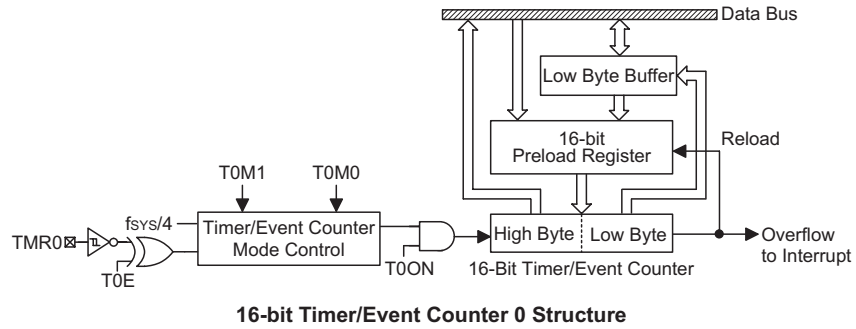 Data Bus
Low Byte Buffer
16-bit
Preload Register
Reload
T0M1
T0M0
fSYS/4
Timer/Event Counter
Mode Control
TMR0
T0E
T0ON
High Byte
Low Byte
16-Bit Timer/Event Counter
Overflow
to Interrupt
16-bit Timer/Event Counter 0 Structure